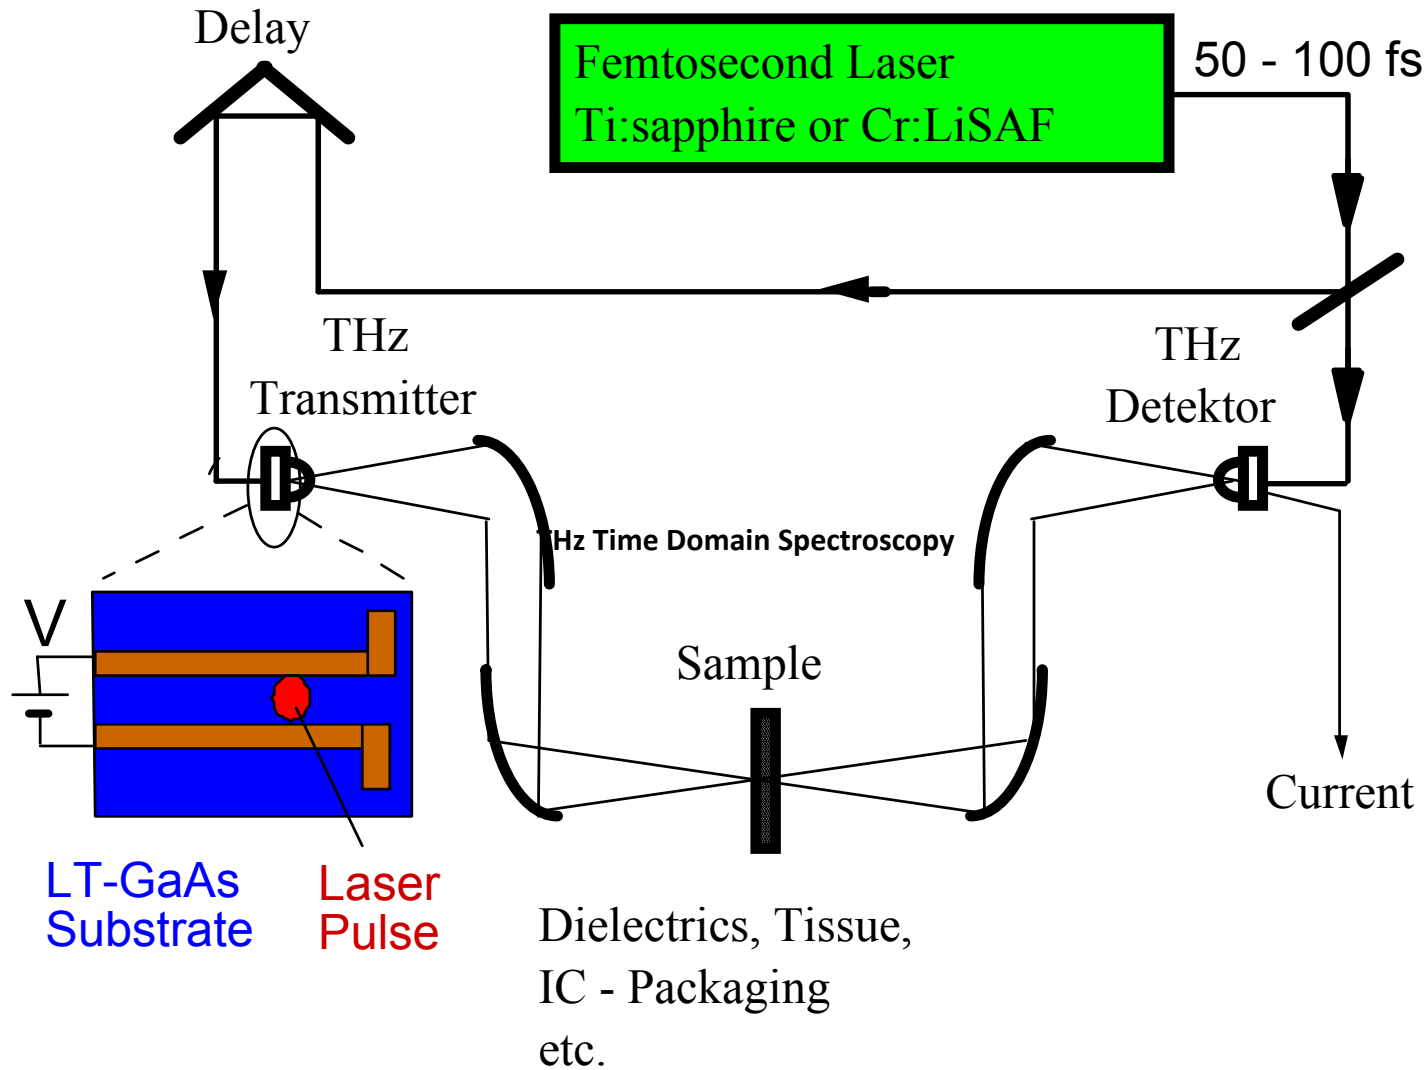 Delay
Femtosecond Laser
Ti:sapphire or Cr:LiSAF
50 - 100 fs
THz
Transmitter
THz
Detektor
THz Time Domain Spectroscopy
V
Sample
Current
LT-GaAs
Substrate
Laser
Pulse
Dielectrics, Tissue,
IC - Packaging
etc.